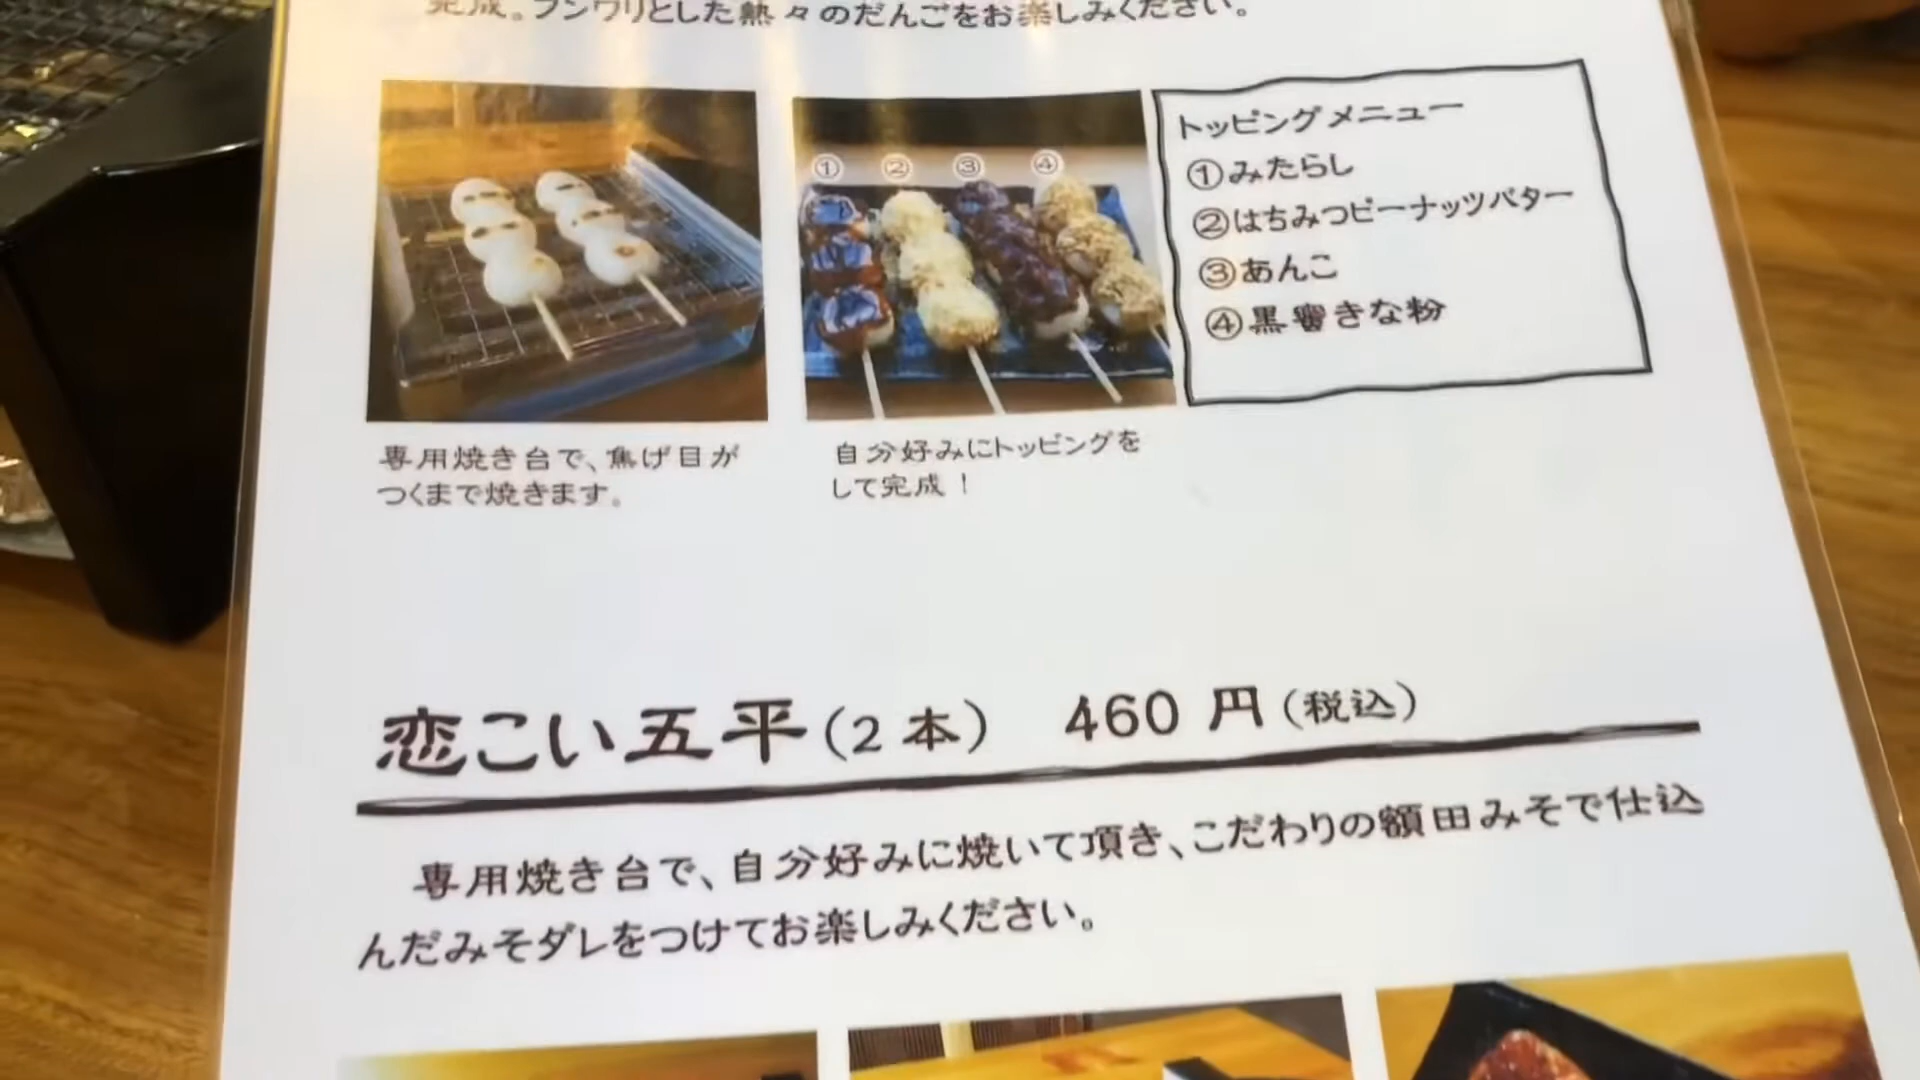 完成。フンワリとした熱々のだんごをお楽しみください。
① ② ③ ④
トッピングメニュー
①みたらし
②はちみつピーナッツバター
③あんこ
④黒蜜きな粉
専用焼き台で、焦げ目が
つくまで焼きます。
自分好みにトッピングを
して完成！
恋こい五平（2本） 460円（税込）
専用焼き台で、自分好みに焼いて頂き、こだわりの額田みそで仕込
んだみそダレをつけてお楽しみください。